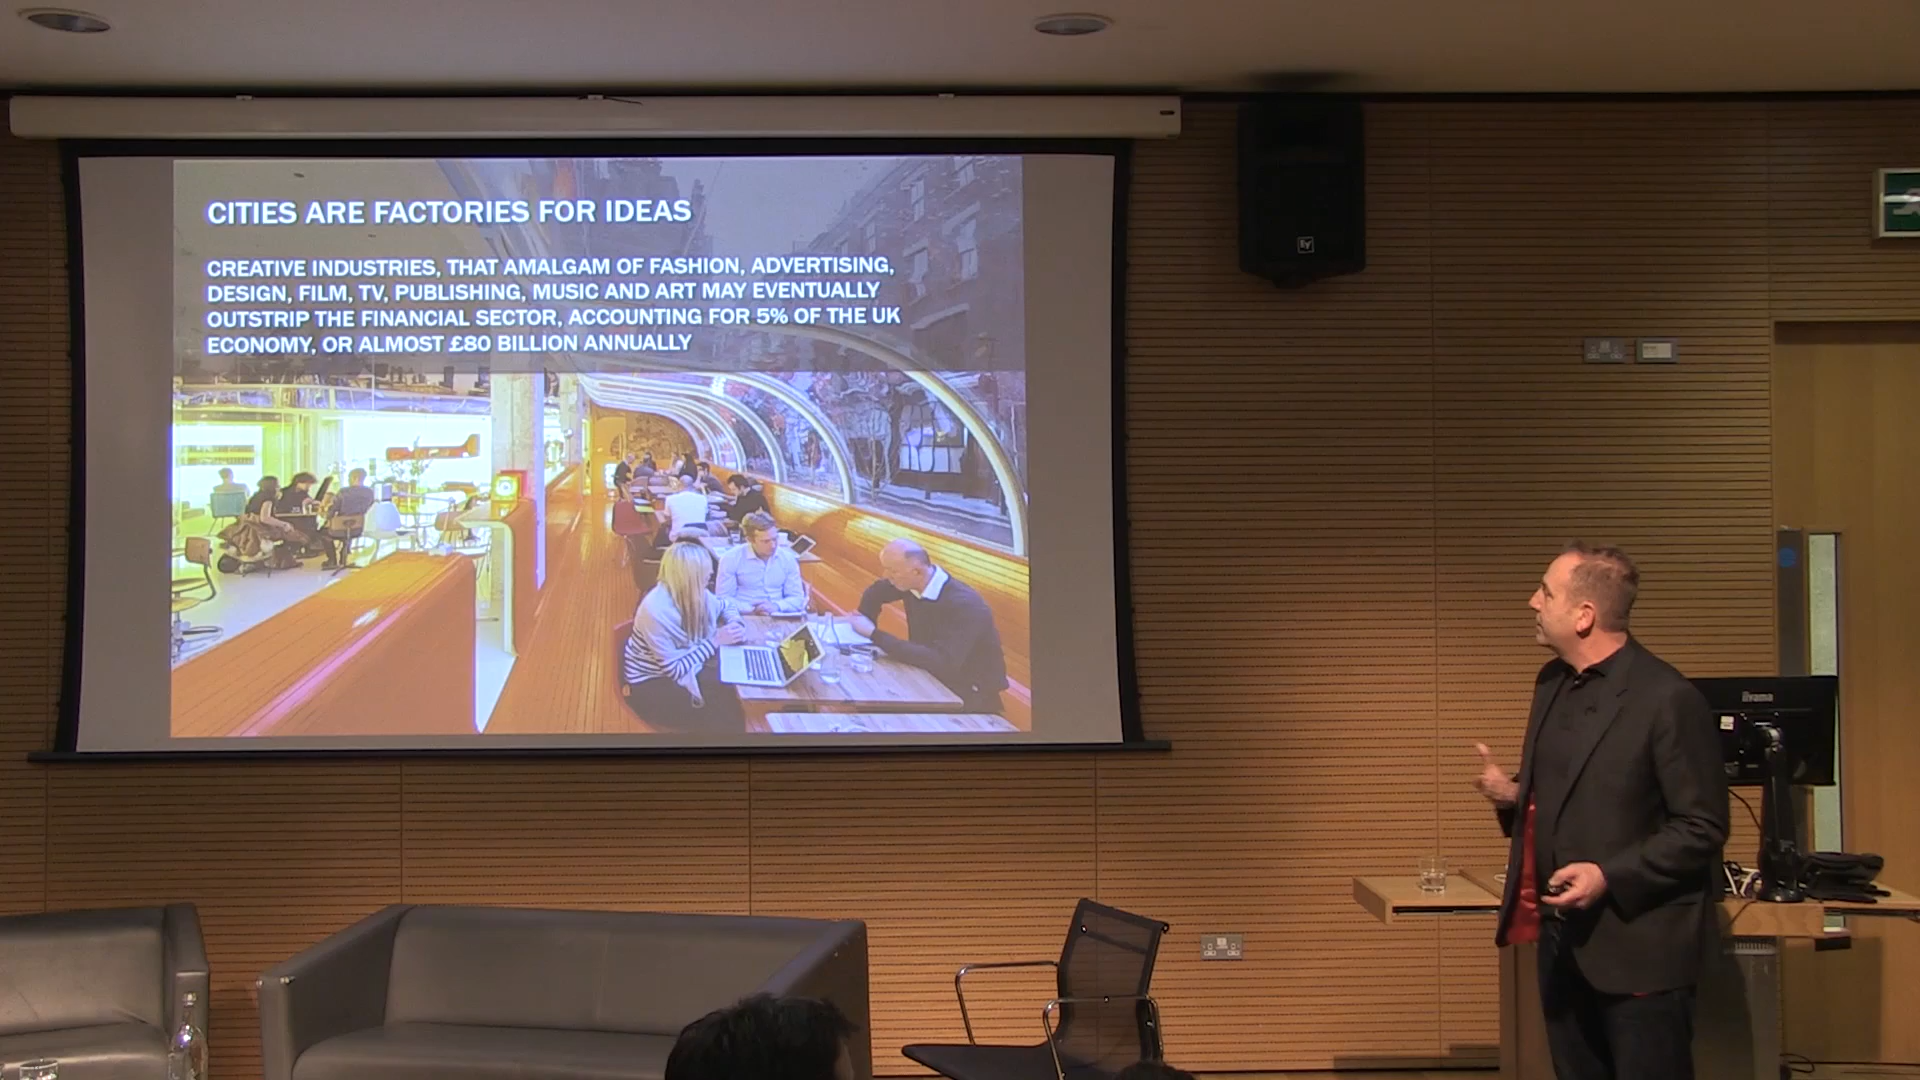 CITIES ARE FACTORIES FOR IDEAS
CREATIVE INDUSTRIES, THAT AMALGAM OF FASHION, ADVERTISING,
DESIGN, FILM, TV, PUBLISHING, MUSIC AND ART MAY EVENTUALLY
OUTSTRIP THE FINANCIAL SECTOR, ACCOUNTING FOR 5% OF THE UK
ECONOMY, OR ALMOST £80 BILLION ANNUALLY
EV
iiyama